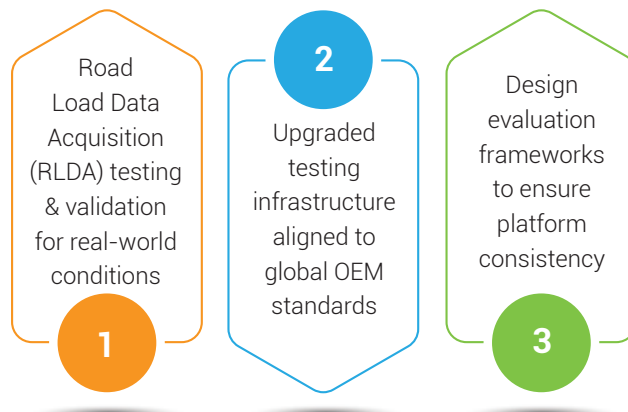 Road
Load Data
Acquisition
(RLDA) testing
& validation
for real-world
conditions
1
2
Upgraded
testing
infrastructure
aligned to
global OEM
standards
Design
evaluation
frameworks
to ensure
platform
consistency
3